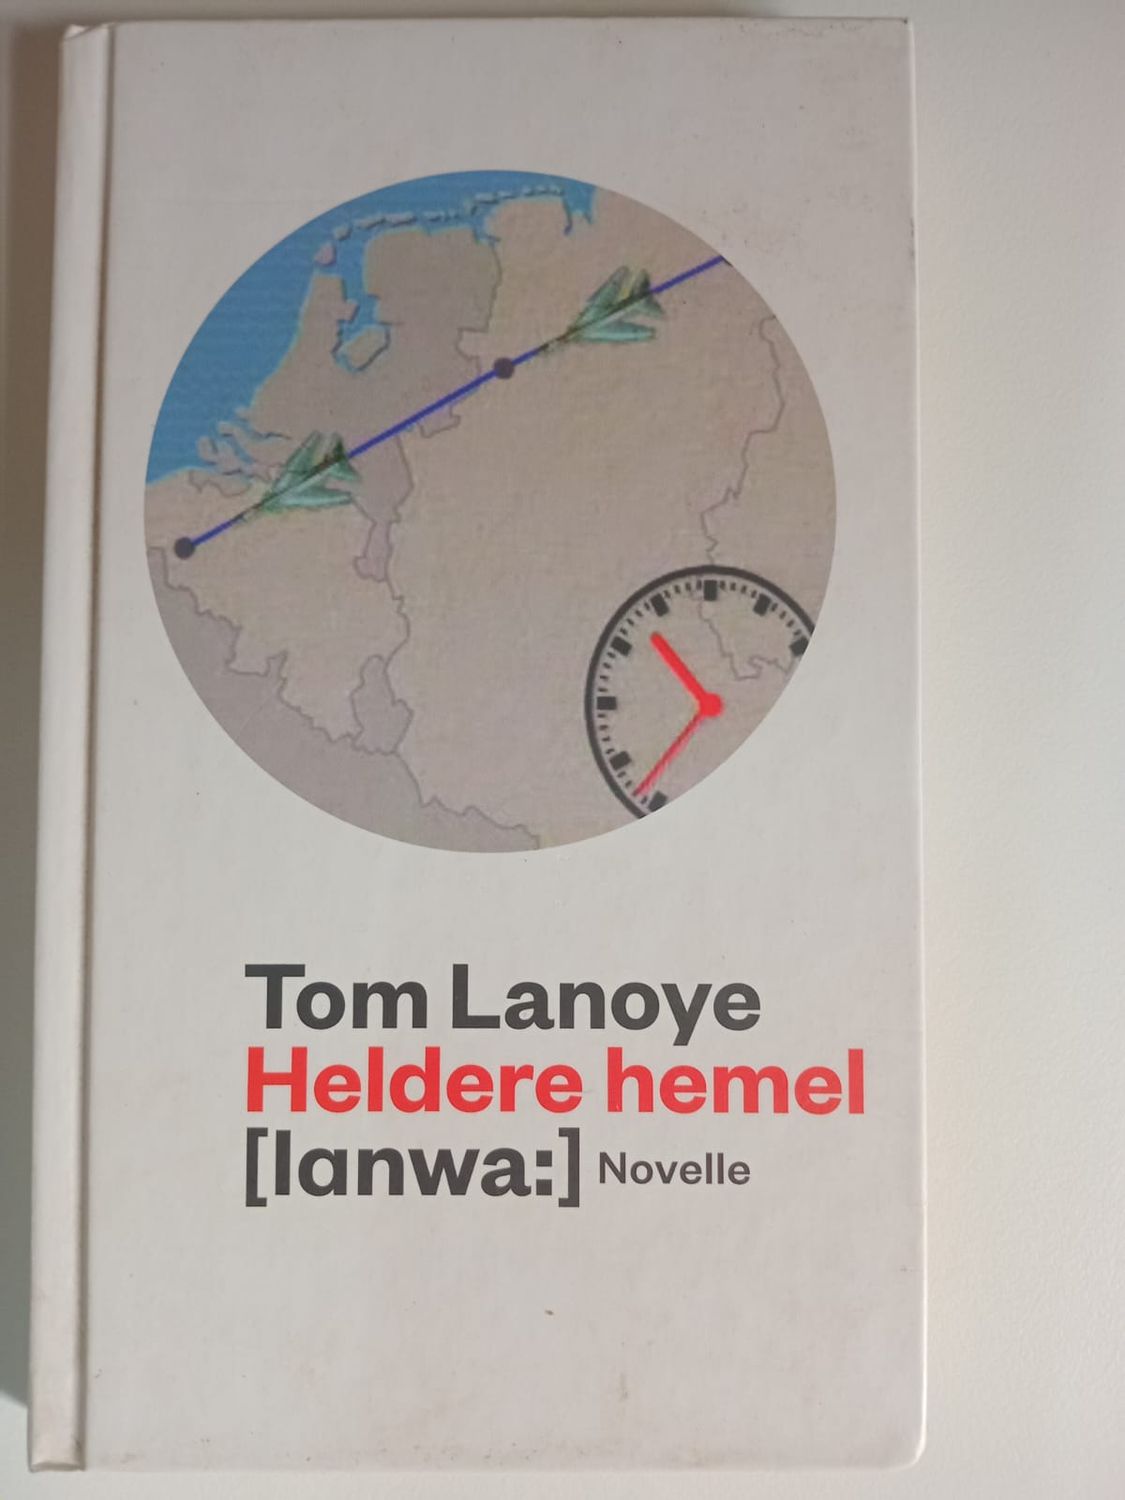 Tom Lanoye
Heldere hemel
[lanwa:] Novelle